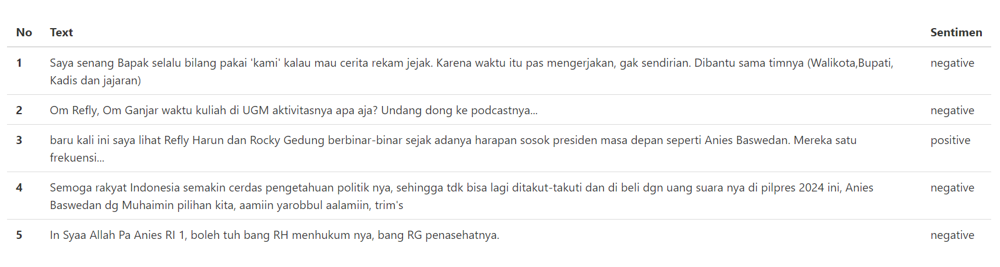 No Text Sentimen
1 Saya senang Bapak selalu bilang pakai 'kami' kalau mau cerita rekam jejak. Karena waktu itu pas mengerjakan, gak sendirian. Dibantu sama timnya (Walikota,Bupati, negative
Kadis dan jajaran)
2 Om Refly, Om Ganjar waktu kuliah di UGM aktivitasnya apa aja? Undang dong ke podcastnya... negative
3 baru kali ini saya lihat Refly Harun dan Rocky Gedung berbinar-binar sejak adanya harapan sosok presiden masa depan seperti Anies Baswedan. Mereka satu positive
frekuensi...
4 Semoga rakyat Indonesia semakin cerdas pengetahuan politik nya, sehingga tdk bisa lagi ditakut-takuti dan di beli dgn uang suara nya di pilpres 2024 ini, Anies negative
Baswedan dg Muhaimin pilihan kita, aamiin yarobbul aalamiin, trim's
5 In Syaa Allah Pa Anies RI 1, boleh tuh bang RH menhukum nya, bang RG penasehatnya. negative